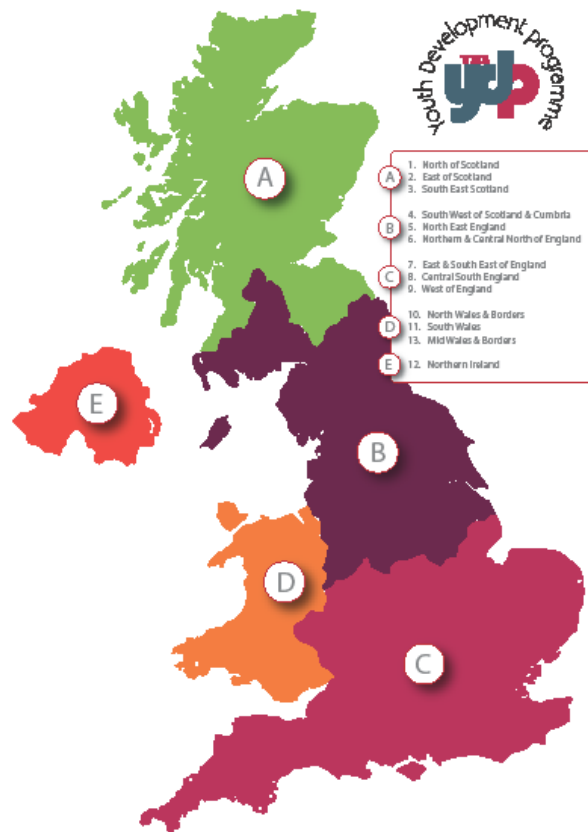 Youth Development programme
TSR
ydp
A
1. North of Scotland
2. East of Scotland
3. South East Scotland
B
4. South West of Scotland & Cumbria
5. North East England
6. Northern & Central North of England
C
7. East & South East of England
8. Central South England
9. West of England
D
10. North Wales & Borders
11. South Wales
13. Mid Wales & Borders
E
12. Northern Ireland
A
E
B
D
C